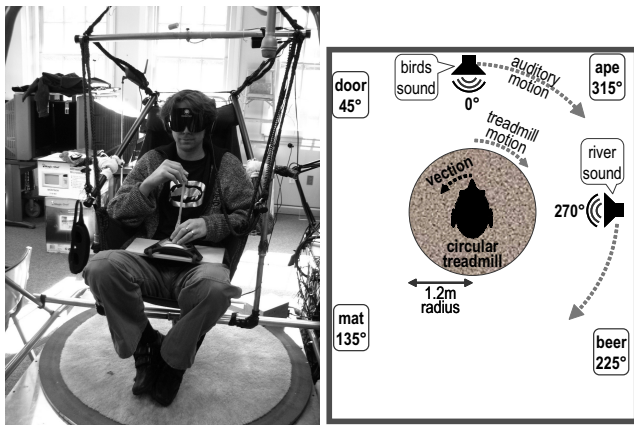 birds
sound
0°
auditory
motion
ape
315°
door
45°
treadmill
motion
river
sound
vection
270°
circular
treadmill
1.2m
radius
mat
135°
beer
225°